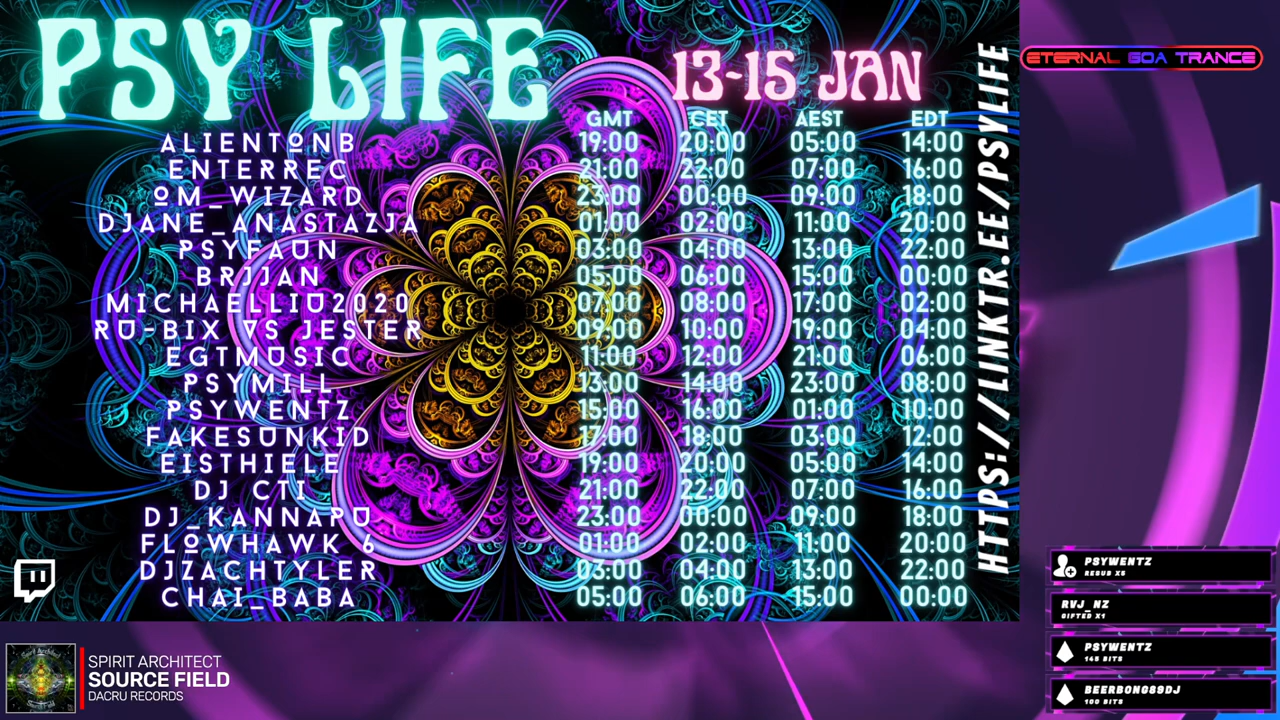 PSY LIFE
13-15 JAN
GMT CET AEST EDT
ALIENTONB 19:00 20:00 05:00 14:00
ENTERREC 21:00 22:00 07:00 16:00
OM_WIZARD 23:00 00:00 09:00 18:00
DJANE_ANASTAZJA 01:00 02:00 11:00 20:00
PSYFAUN 03:00 04:00 13:00 22:00
BRJJAN 05:00 06:00 15:00 00:00
MICHAELLIU2020 07:00 08:00 17:00 02:00
RU-BIX VS JESTER 09:00 10:00 19:00 04:00
EGTMUSIC 11:00 12:00 21:00 06:00
PSYMILL 13:00 14:00 23:00 08:00
PSYWENTZ 15:00 16:00 01:00 10:00
FAKESUNKID 17:00 18:00 03:00 12:00
EISTHIELE 19:00 20:00 05:00 14:00
DJ CTI 21:00 22:00 07:00 16:00
DJ_KANNAPU 23:00 00:00 09:00 18:00
FLOWHAWK 6 01:00 02:00 11:00 20:00
DJZACHTYLER 03:00 04:00 13:00 22:00
CHAI_BABA 05:00 06:00 15:00 00:00
HTTPS://LINKTR.EE/PSYLIFE
ETERNAL GOA TRANCE
PSYWENTZ
RESUB X5
RVJ_NZ
GIFTED X1
PSYWENTZ
145 BITS
BEERBONG89DJ
100 BITS
SPIRIT ARCHITECT
SOURCE FIELD
DACRU RECORDS